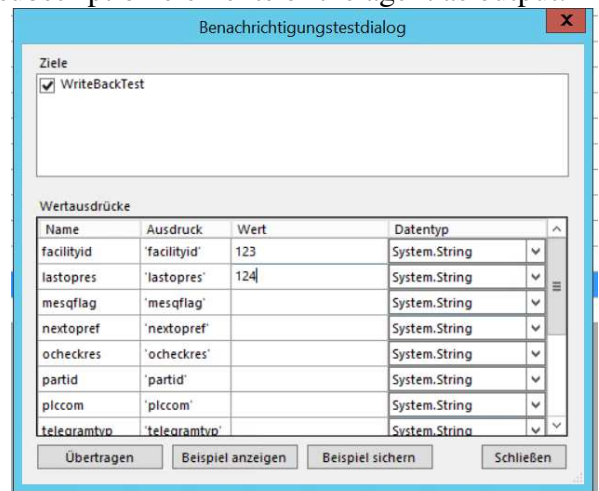 Benachrichtigungstestdialog
X
Ziele
WriteBackTest
Wertausdrücke
Name Ausdruck Wert Datentyp
facilityid 'facilityid' 123 System.String
lastopres 'lastopres' 124 System.String
mesqflag 'mesqflag' System.String
nextopref 'nextopref' System.String
ocheckres 'ocheckres' System.String
partid 'partid' System.String
plccom 'plccom' System.String
telegramtyp 'telegramtyp' System.String
Übertragen Beispiel anzeigen Beispiel sichern Schließen